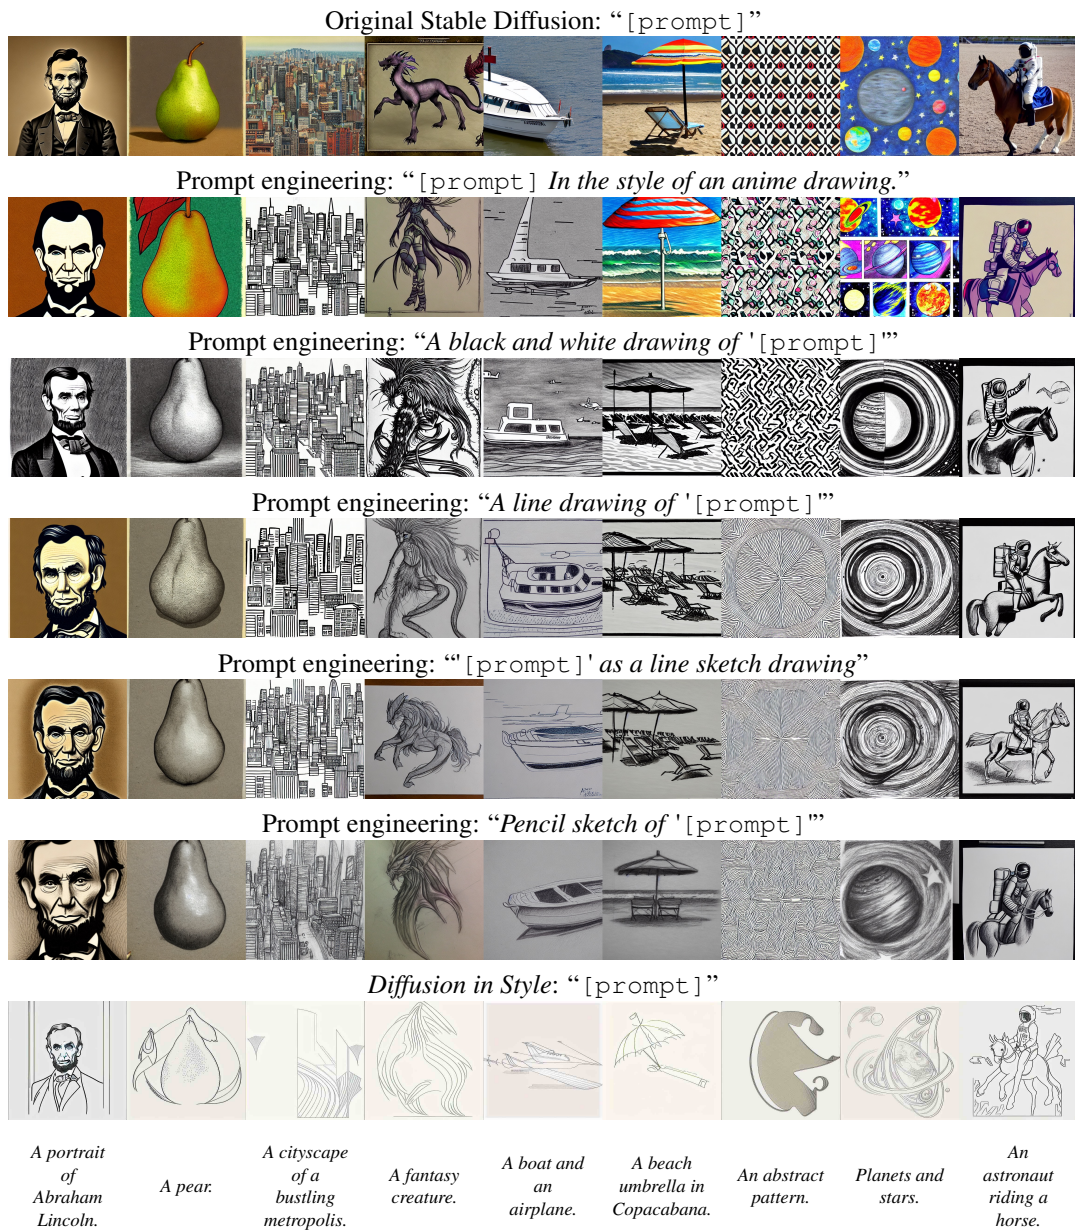 Original Stable Diffusion: “[prompt]”
Prompt engineering: “[prompt] In the style of an anime drawing.”
Prompt engineering: “A black and white drawing of '[prompt]'”
Prompt engineering: “A line drawing of '[prompt]'”
Prompt engineering: “'[prompt]' as a line sketch drawing”
Prompt engineering: “Pencil sketch of '[prompt]'”
Diffusion in Style: “[prompt]”
A portrait
of
Abraham
Lincoln.
A pear.
A cityscape
of a
bustling
metropolis.
A fantasy
creature.
A boat and
an
airplane.
A beach
umbrella in
Copacabana.
An abstract
pattern.
Planets and
stars.
An
astronaut
riding a
horse.